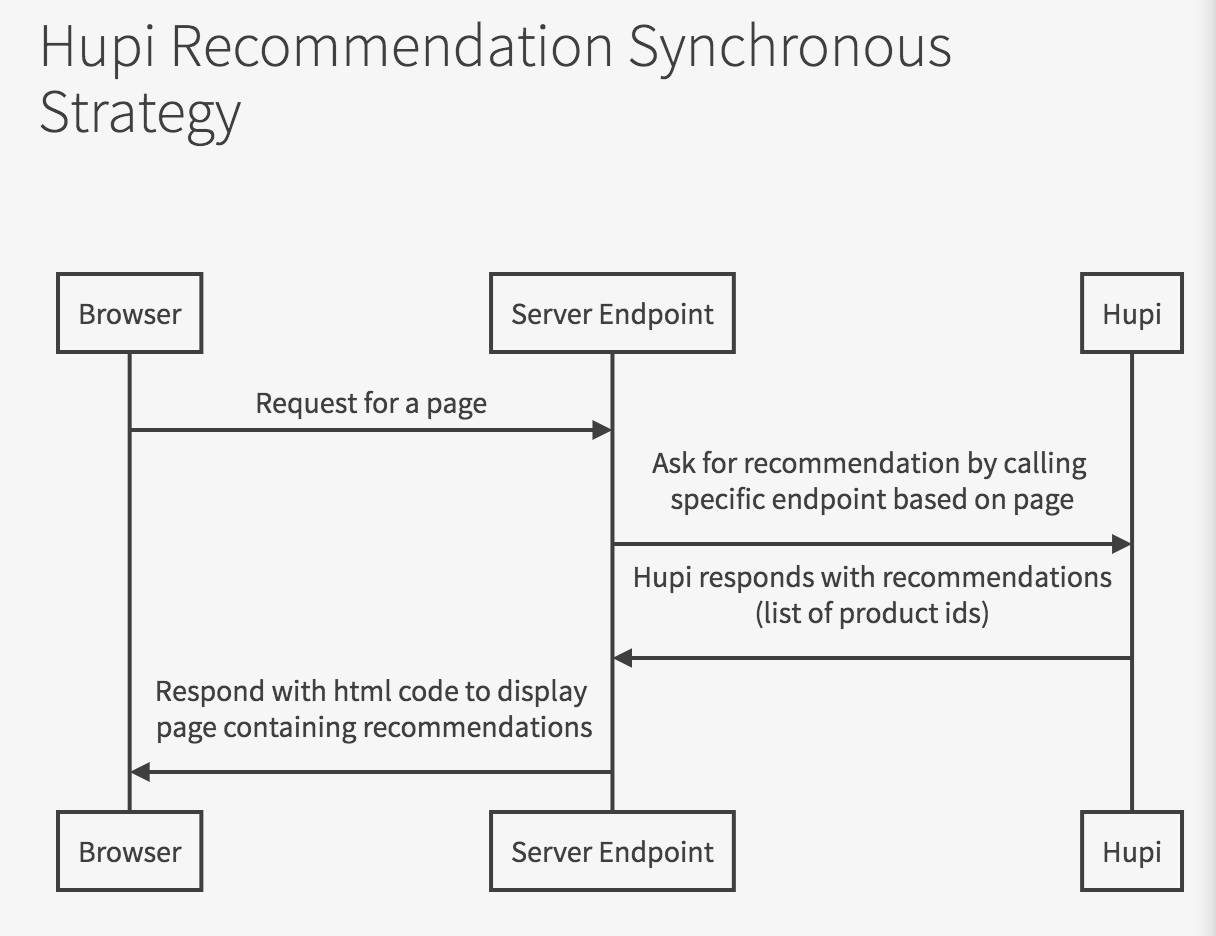 Hupi Recommendation Synchronous
Strategy
Browser
Server Endpoint
Hupi
Request for a page
Ask for recommendation by calling
specific endpoint based on page
Hupi responds with recommendations
(list of product ids)
Respond with html code to display
page containing recommendations
Browser
Server Endpoint
Hupi